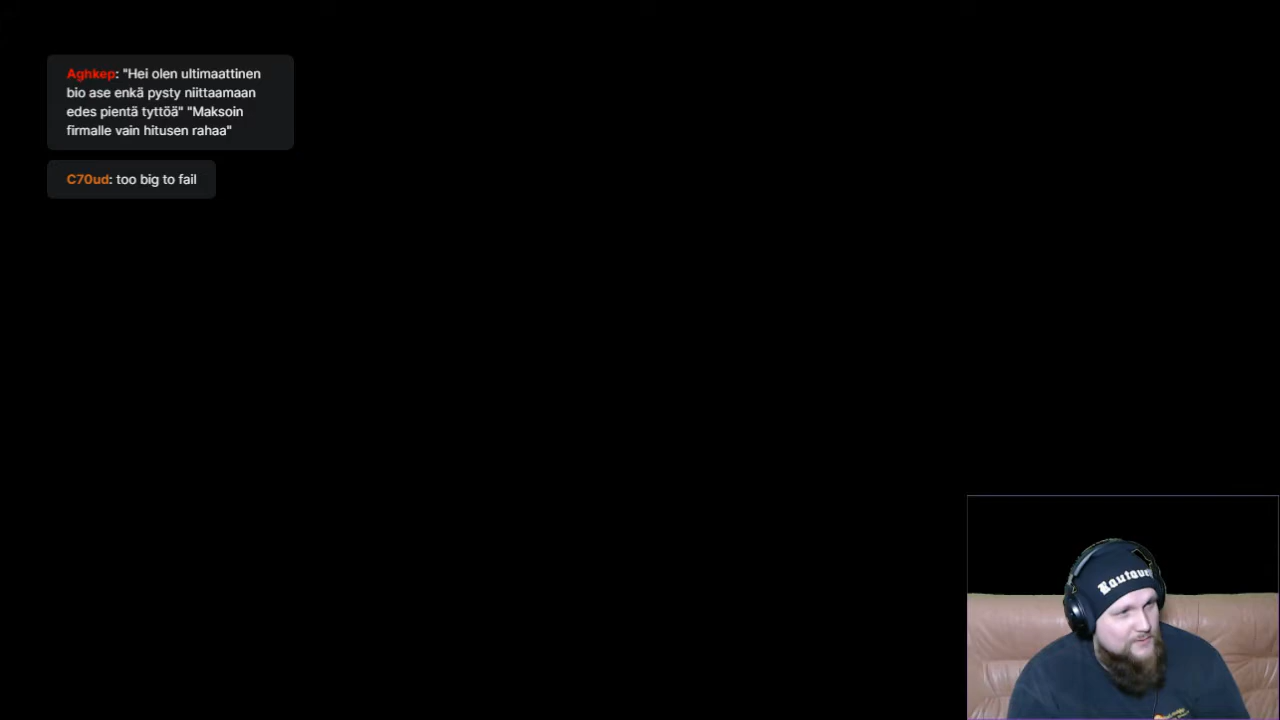 Aghkep: "Hei olen ultimaattinen
bio ase enkä pysty niittaamaan
edes pientä tyttöä" "Maksoin
firmalle vain hitusen rahaa"
C70ud: too big to fail